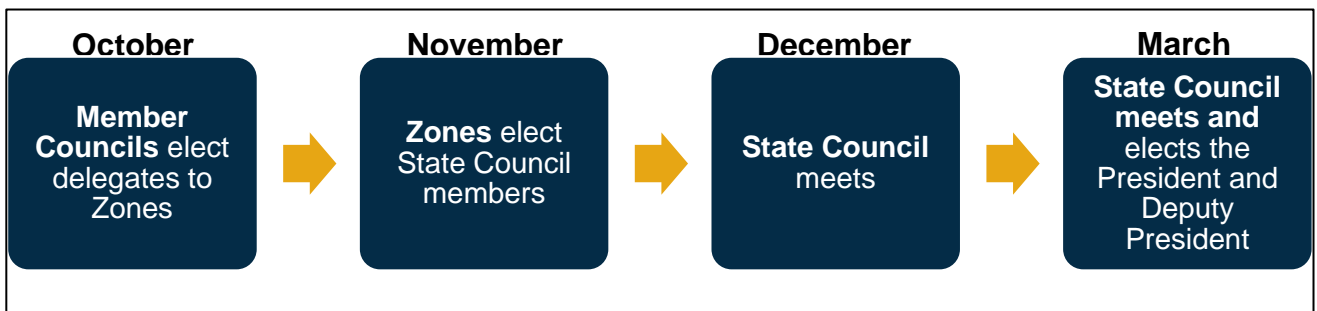 October
Member
Councils elect
delegates to
Zones
November
Zones elect
State Council
members
December
State Council
meets
March
State Council
meets and
elects the
President and
Deputy
President